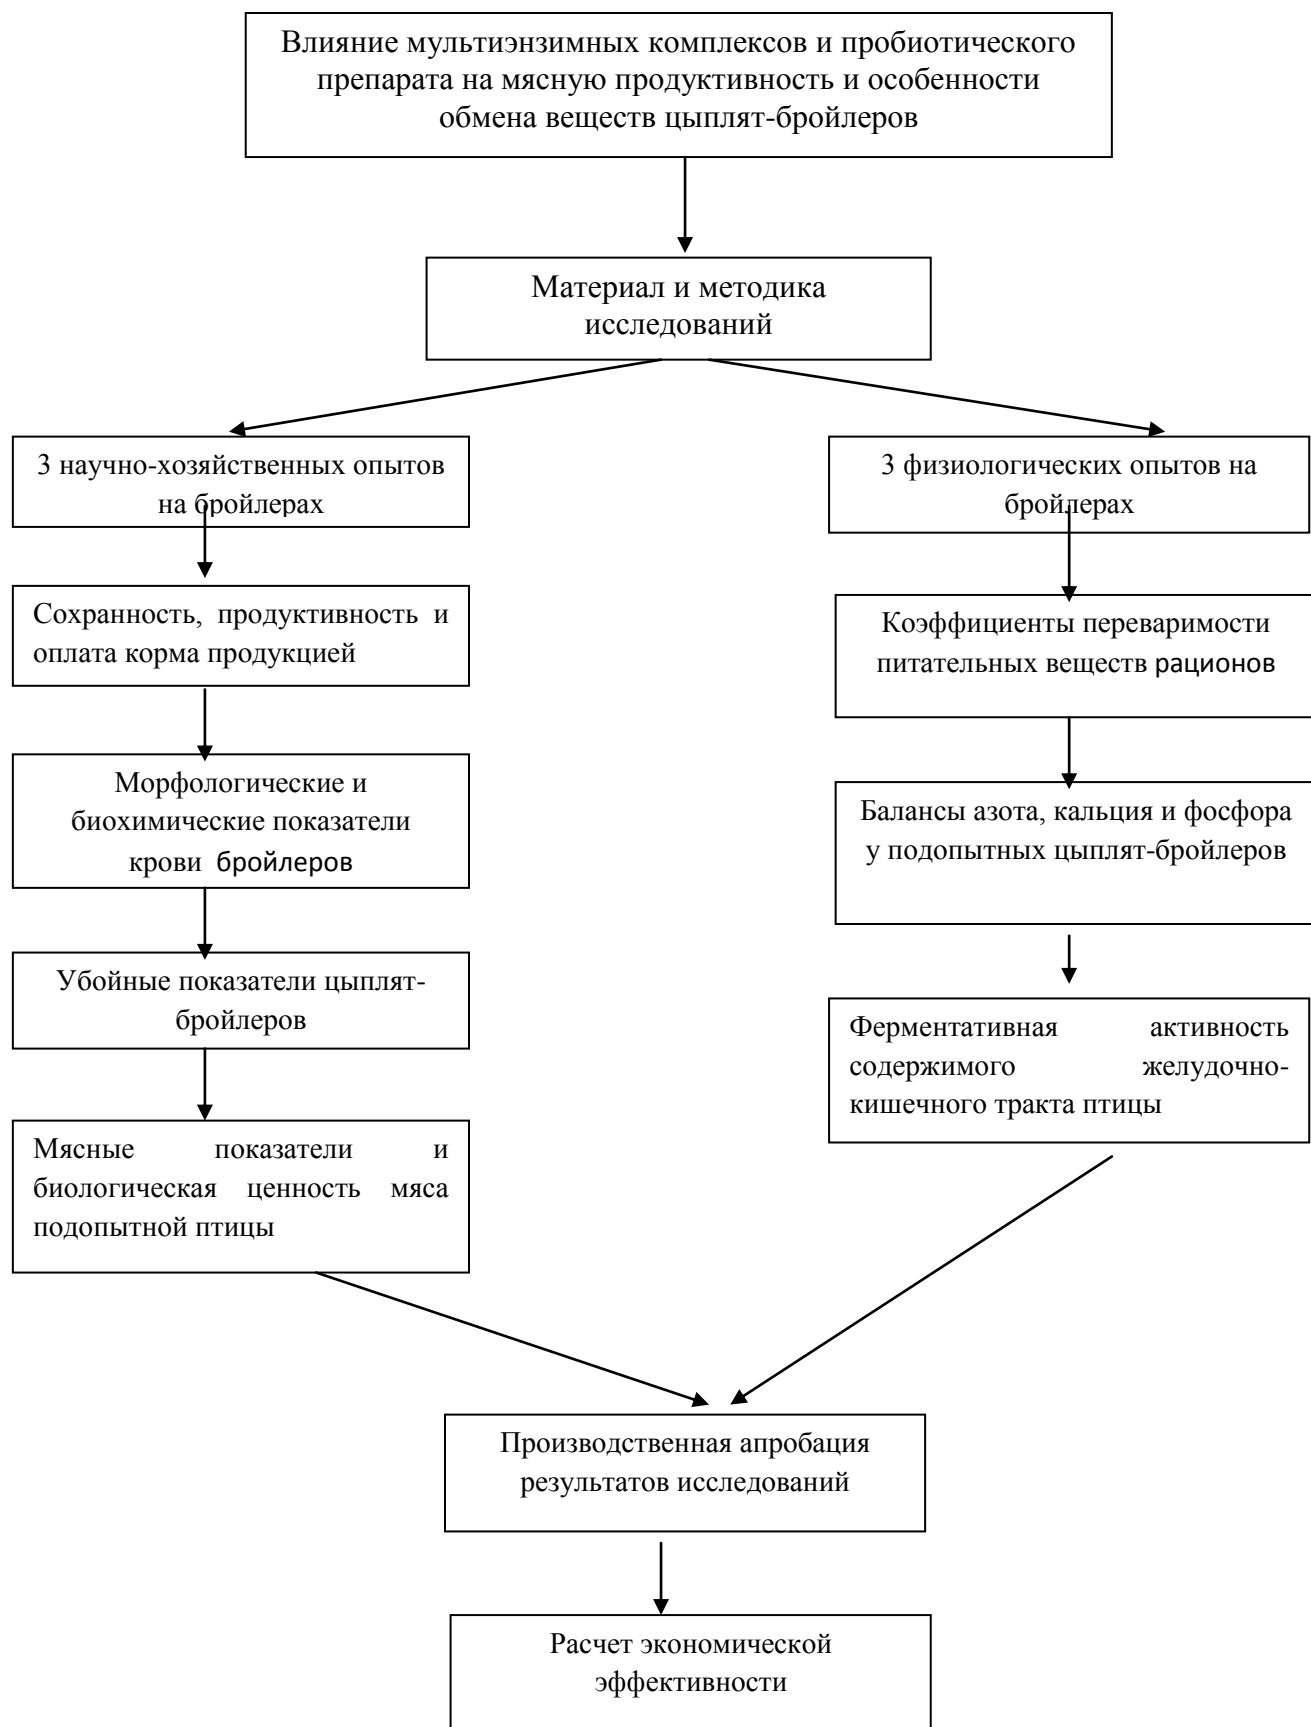 Влияние мультиэнзимных комплексов и пробиотического
препарата на мясную продуктивность и особенности
обмена веществ цыплят-бройлеров
Материал и методика
исследований
3 научно-хозяйственных опытов
на бройлерах
3 физиологических опытов на
бройлерах
Сохранность, продуктивность и
оплата корма продукцией
Коэффициенты переваримости
питательных веществ рационов
Морфологические и
биохимические показатели
крови бройлеров
Балансы азота, кальция и фосфора
у подопытных цыплят-бройлеров
Убойные показатели цыплят-
бройлеров
Ферментативная активность
содержимого желудочно-
кишечного тракта птицы
Мясные показатели и
биологическая ценность мяса
подопытной птицы
Производственная апробация
результатов исследований
Расчет экономической
эффективности